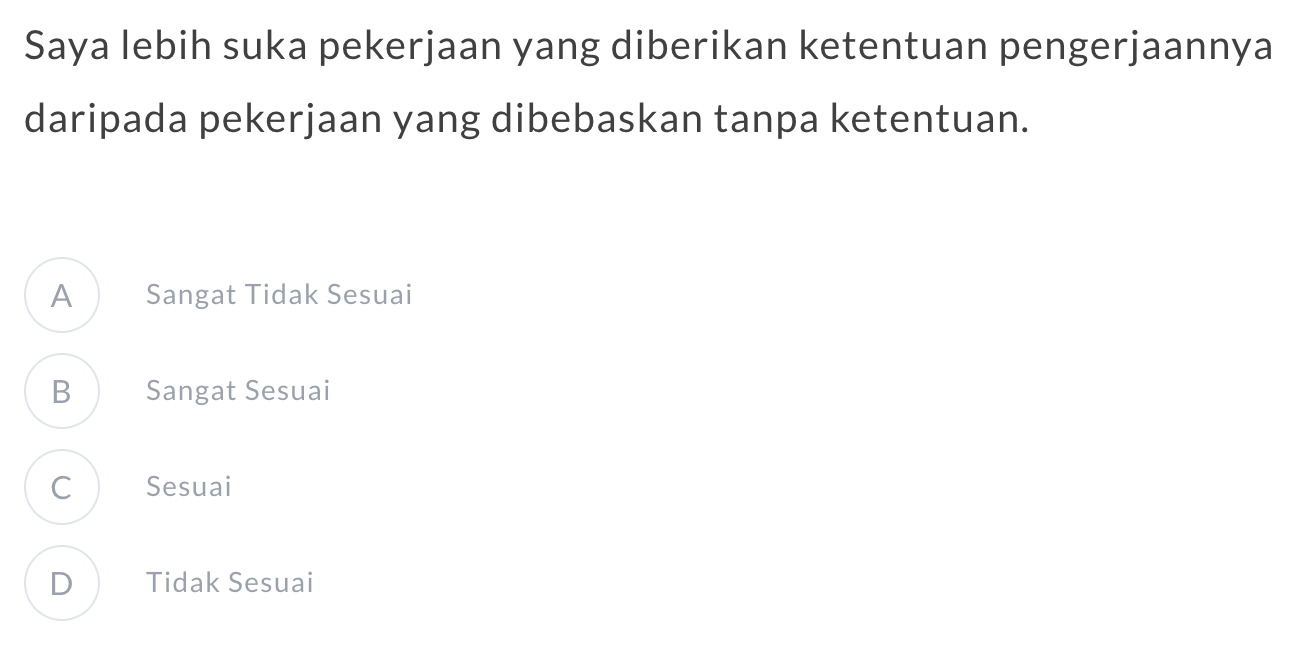 Saya lebih suka pekerjaan yang diberikan ketentuan pengerjaannya
daripada pekerjaan yang dibebaskan tanpa ketentuan.
A Sangat Tidak Sesuai
B Sangat Sesuai
C Sesuai
D Tidak Sesuai